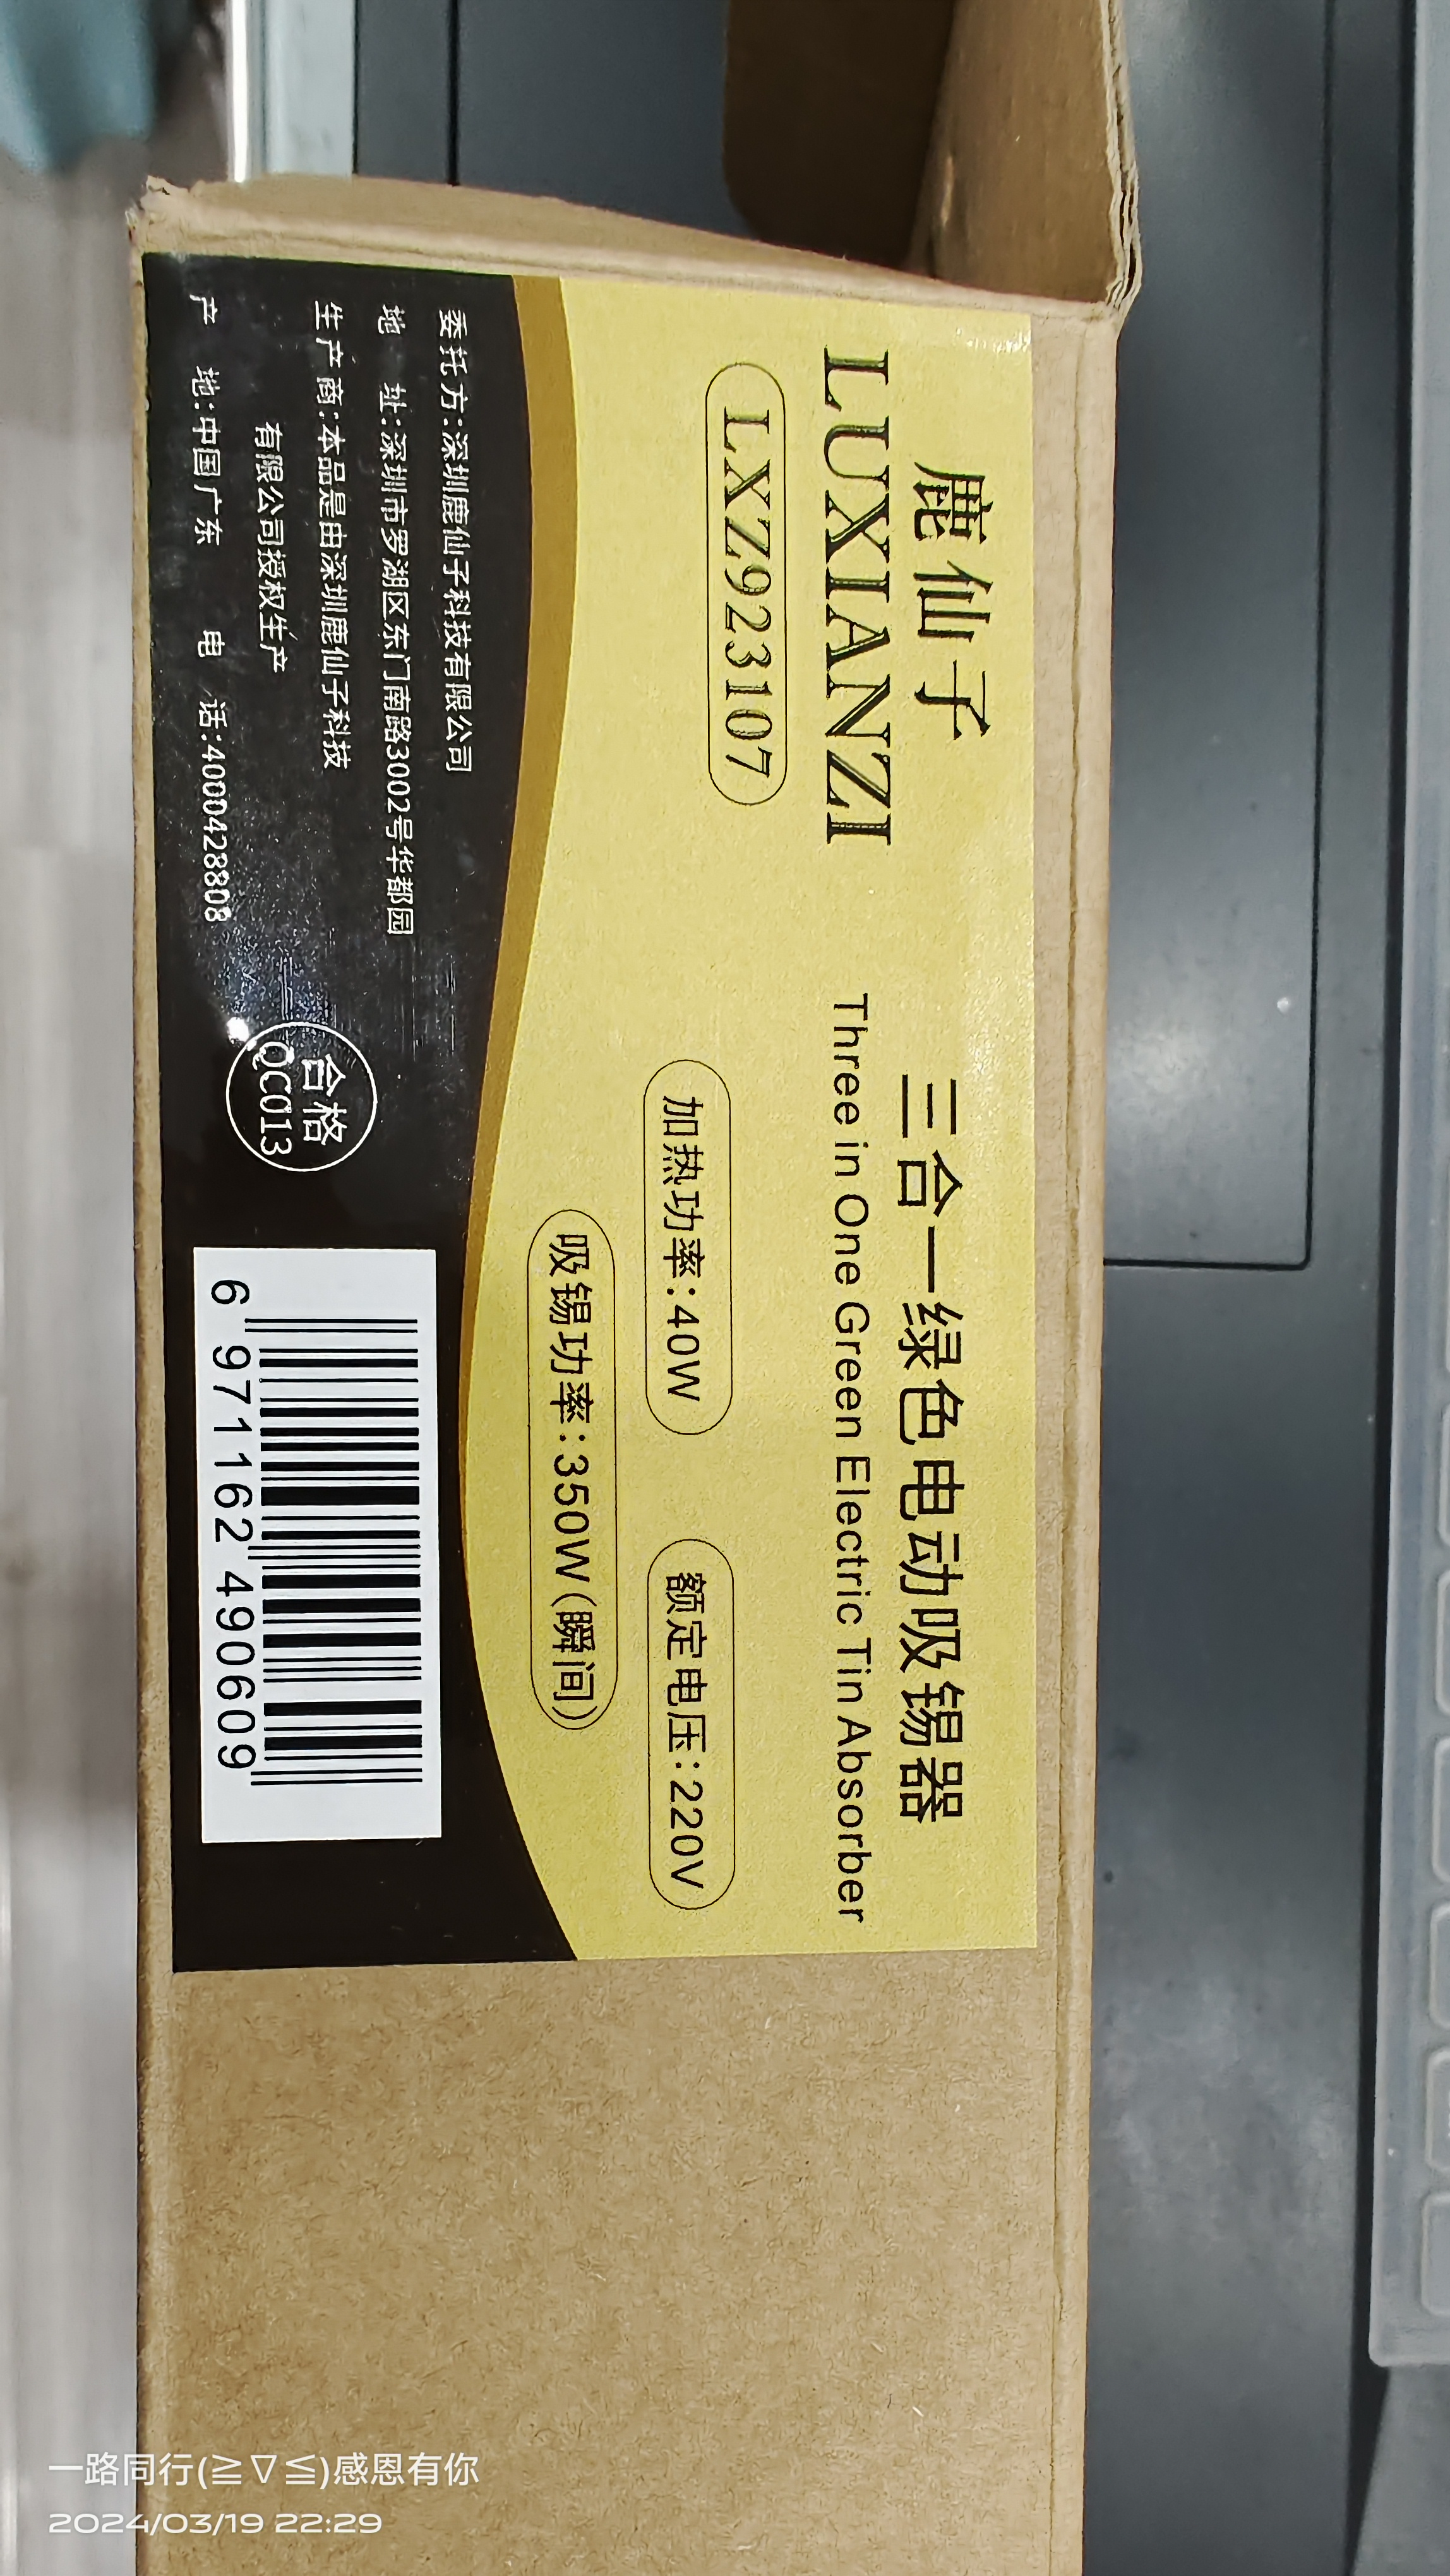 鹿仙子
LUXIANZI
LXZ923107
三合一绿色电动吸锡器
Three in One Green Electric Tin Absorber
加热功率:40W
额定电压:220V
吸锡功率:350W(瞬间)
委托方:深圳鹿仙子科技有限公司
地 址:深圳市罗湖区东门南路3002号华都园
生产商:本品是由深圳鹿仙子科技
有限公司授权生产
产 地:中国广东 电 话:4000428808
合格
QC013
6 971162 490609
一路同行(≧∇≦)感恩有你
2024/03/19 22:29